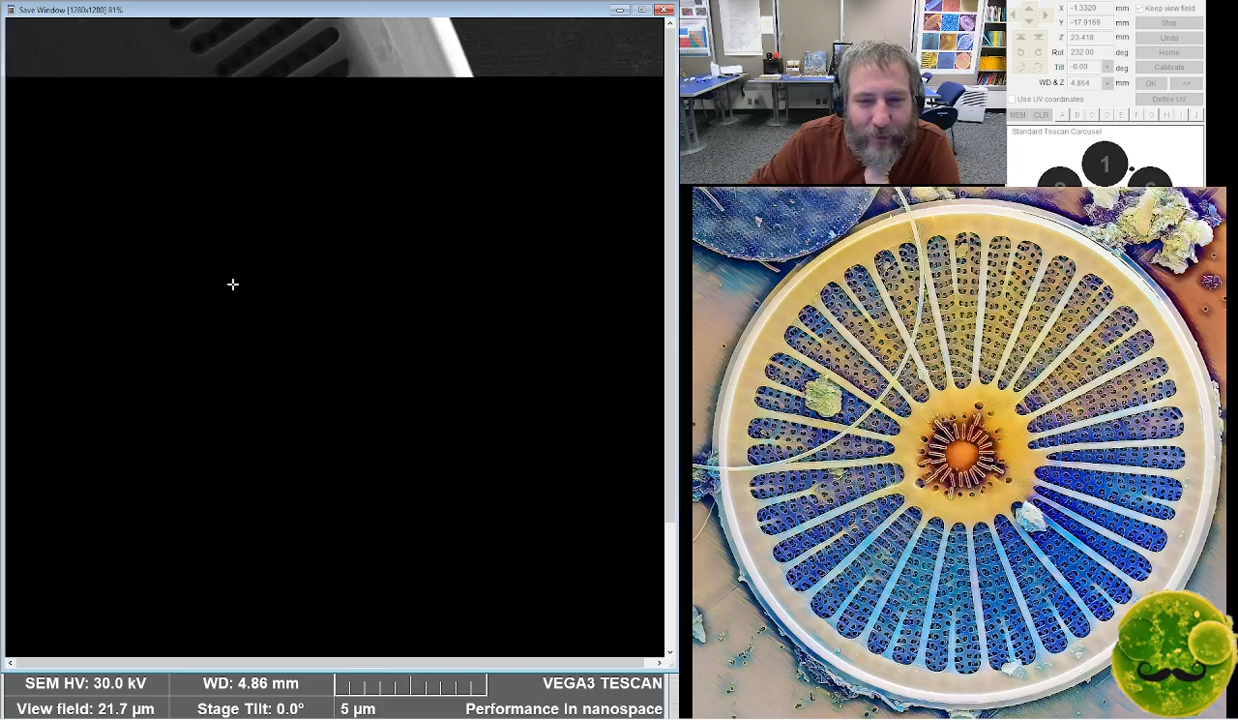 Save Window [1280x1280] 81%
SEM HV: 30.0 kV
WD: 4.86 mm
VEGA3 TESCAN
View field: 21.7 µm
Stage Tilt: 0.0°
5 µm
Performance in nanospace
X -1.3320 mm
Keep view field
Y -17.9169 mm
Stop
Z 23.418 mm
Undo
Rot 232.00 deg
Home
Tilt -0.00 deg
Calibrate
WD & Z 4.864 mm
OK <<
Use UV coordinates
Define UV
MEM CLR A B C D E F G H I J
Standard Tescan Carousel
1